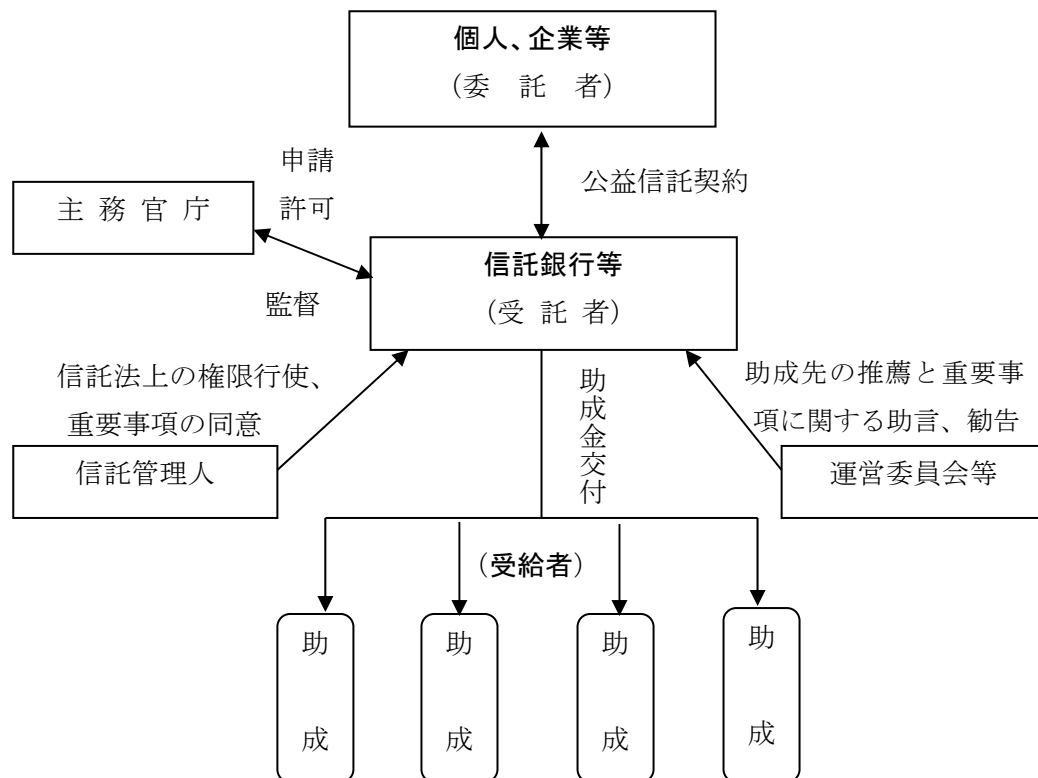 個人、企業等
（委 託 者）
申請
許可
公益信託契約
主 務 官 庁
監督
信託銀行等
（受 託 者）
信託法上の権限行使、
重要事項の同意
信託管理人
助成金交付
助成先の推薦と重要事
項に関する助言、勧告
運営委員会等
（受給者）
助成
助成
助成
助成